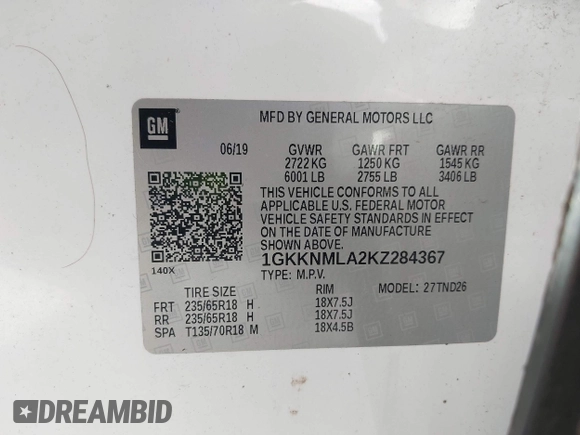 GM
MFD BY GENERAL MOTORS LLC
06/19 GVWR GAWR FRT GAWR RR
2722 KG 1250 KG 1545 KG
6001 LB 2755 LB 3406 LB
THIS VEHICLE CONFORMS TO ALL
APPLICABLE U.S. FEDERAL MOTOR
VEHICLE SAFETY STANDARDS IN EFFECT
ON THE DATE OF MANUFACTURE
SHOWN ABOVE.
140X 1GKKNMLA2KZ284367
TYPE: M.P.V. MODEL: 27TND26
TIRE SIZE RIM
FRT 235/65R18 H 18X7.5J
RR 235/65R18 H 18X7.5J
SPA T135/70R18 M 18X4.5B
DREAMBID